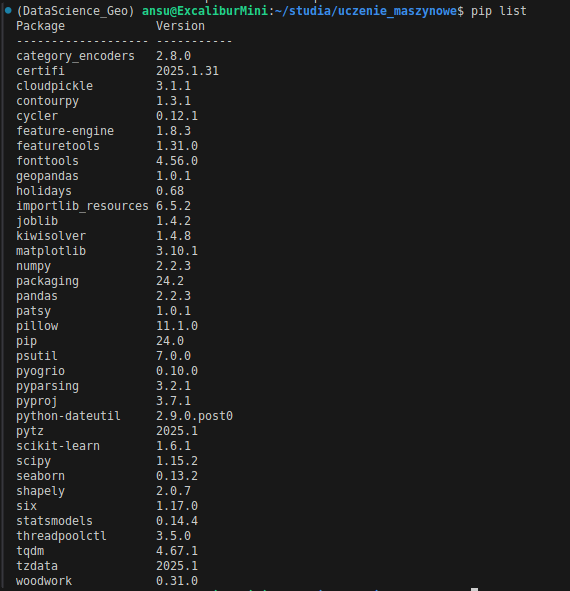 (DataScience_Geo) ansu@ExcaliburMini:~/studia/uczenie_maszynowe$ pip list
Package Version
------------------- -----------
category_encoders 2.8.0
certifi 2025.1.31
cloudpickle 3.1.1
contourpy 1.3.1
cycler 0.12.1
feature-engine 1.8.3
featuretools 1.31.0
fonttools 4.56.0
geopandas 1.0.1
holidays 0.68
importlib_resources 6.5.2
joblib 1.4.2
kiwisolver 1.4.8
matplotlib 3.10.1
numpy 2.2.3
packaging 24.2
pandas 2.2.3
patsy 1.0.1
pillow 11.1.0
pip 24.0
psutil 7.0.0
pyogrio 0.10.0
pyparsing 3.2.1
pyproj 3.7.1
python-dateutil 2.9.0.post0
pytz 2025.1
scikit-learn 1.6.1
scipy 1.15.2
seaborn 0.13.2
shapely 2.0.7
six 1.17.0
statsmodels 0.14.4
threadpoolctl 3.5.0
tqdm 4.67.1
tzdata 2025.1
woodwork 0.31.0